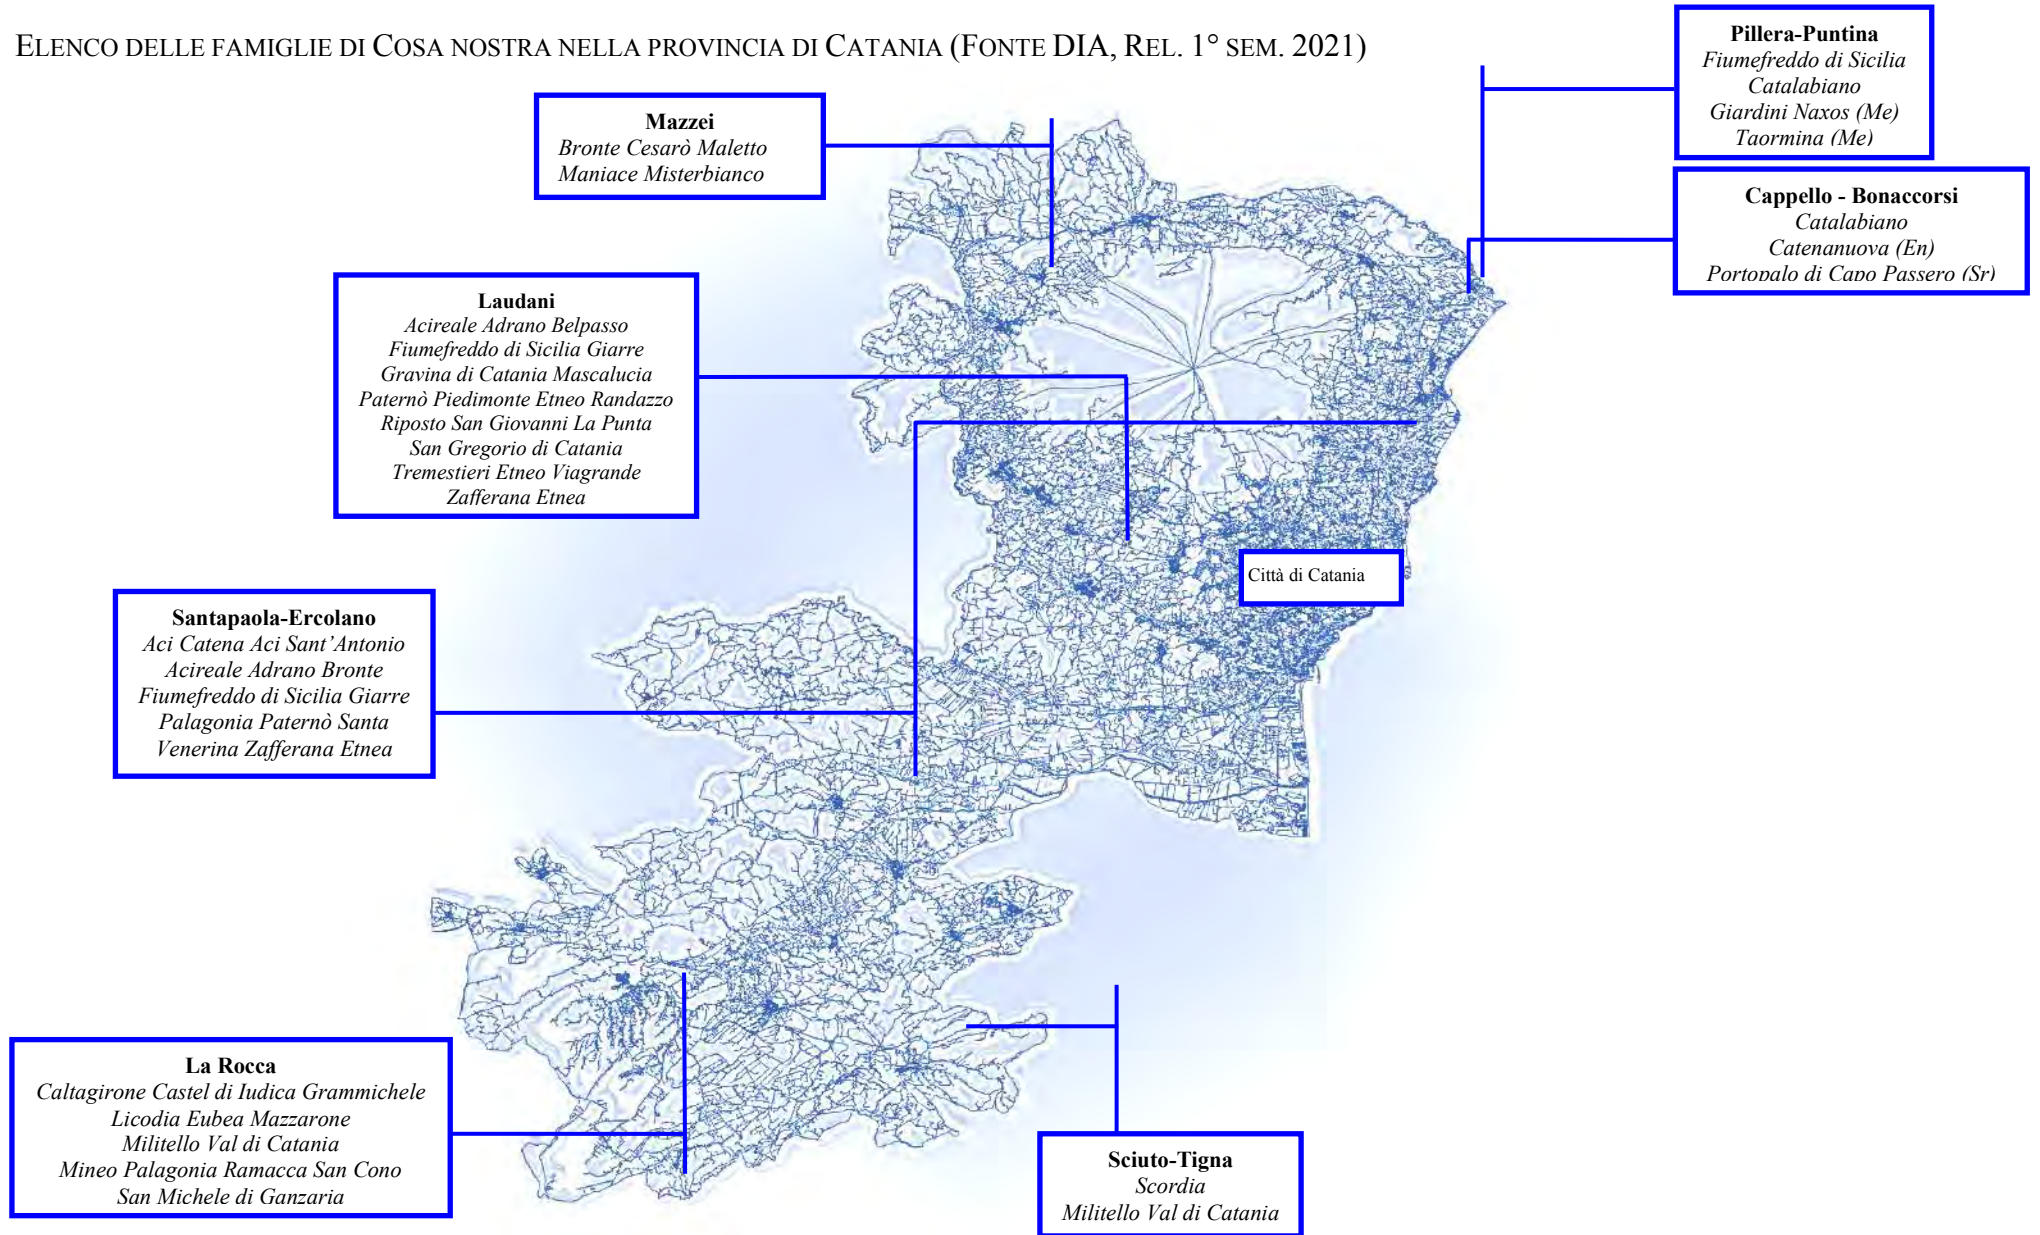 ELENCO DELLE FAMIGLIE DI COSA NOSTRA NELLA PROVINCIA DI CATANIA (FONTE DIA, REL. 1° SEM. 2021)
Pillera-Puntina
Fiumefreddo di Sicilia
Catalabiano
Giardini Naxos (Me)
Taormina (Me)
Mazzei
Bronte Cesarò Maletto
Maniace Misterbianco
Cappello - Bonaccorsi
Catalabiano
Catenanuova (En)
Portopalo di Capo Passero (Sr)
Laudani
Acireale Adrano Belpasso
Fiumefreddo di Sicilia Giarre
Gravina di Catania Mascalucia
Paternò Piedimonte Etneo Randazzo
Riposto San Giovanni La Punta
San Gregorio di Catania
Tremestieri Etneo Viagrande
Zafferana Etnea
Città di Catania
Santapaola-Ercolano
Aci Catena Aci Sant’Antonio
Acireale Adrano Bronte
Fiumefreddo di Sicilia Giarre
Palagonia Paternò Santa
Venerina Zafferana Etnea
La Rocca
Caltagirone Castel di Iudica Grammichele
Licodia Eubea Mazzarone
Militello Val di Catania
Mineo Palagonia Ramacca San Cono
San Michele di Ganzaria
Sciuto-Tigna
Scordia
Militello Val di Catania